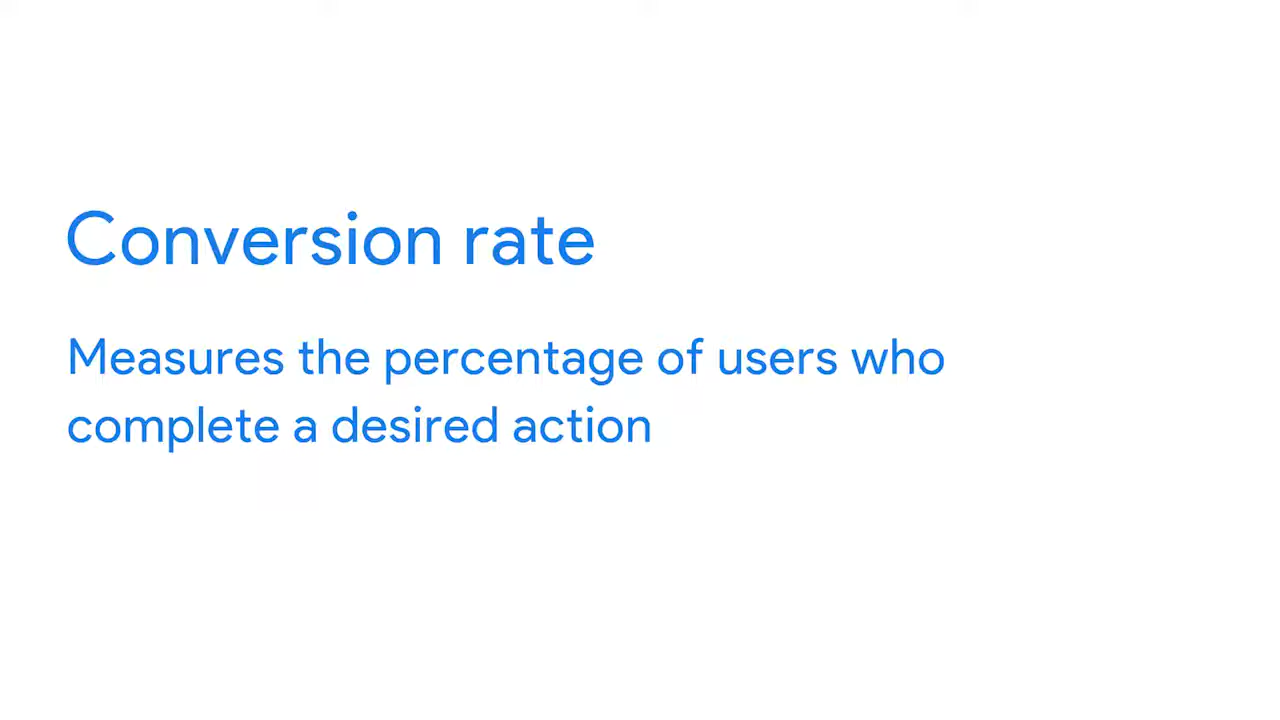 Conversion rate
Measures the percentage of users who
complete a desired action